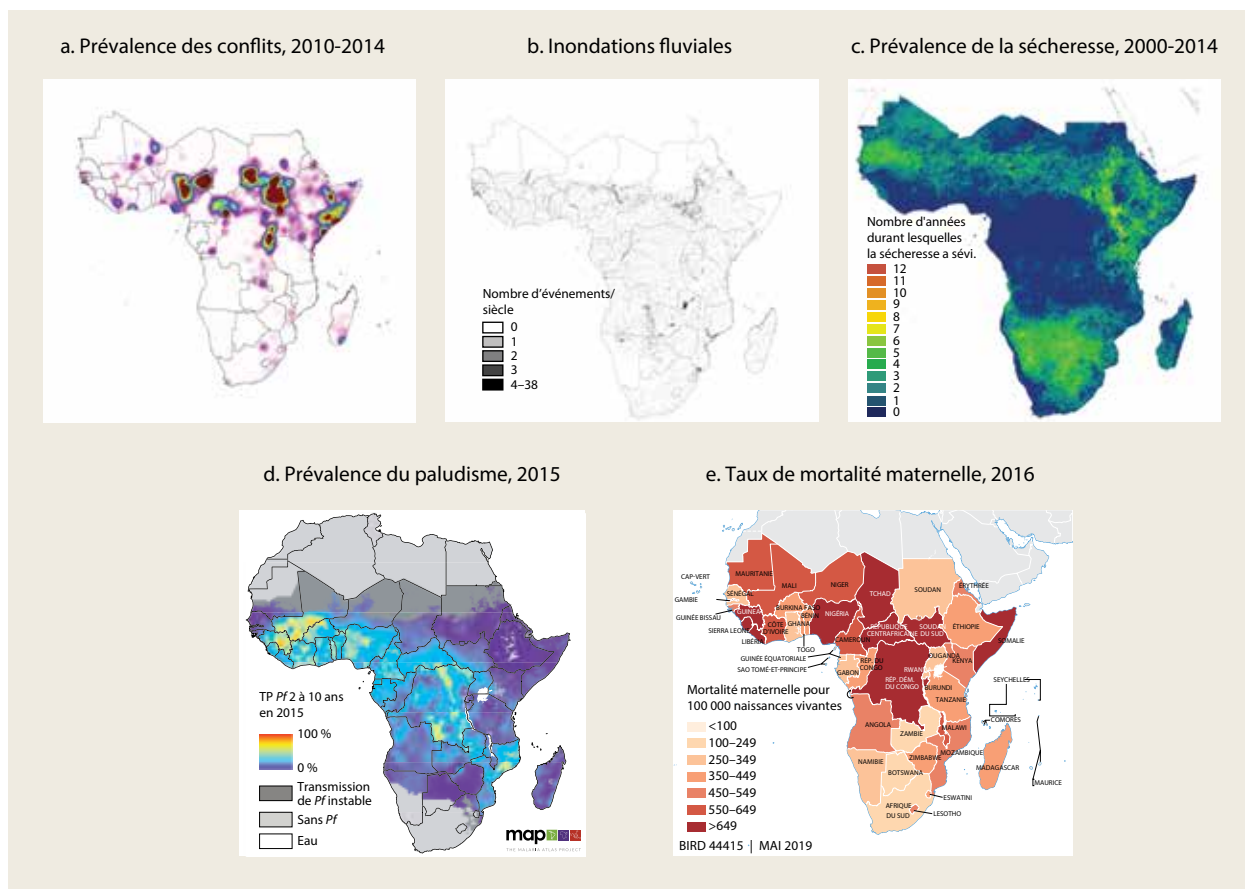 a. Prévalence des conflits, 2010-2014
b. Inondations fluviales
Nombre d'événements/
siècle
0
1
2
3
4–38
c. Prévalence de la sécheresse, 2000-2014
Nombre d'années
durant lesquelles
la sécheresse a sévi.
12
11
10
9
8
7
6
5
4
3
2
1
0
d. Prévalence du paludisme, 2015
TP Pf 2 à 10 ans
en 2015
100 %
0 %
Transmission
de Pf instable
Sans Pf
Eau
map
THE MALARIA ATLAS PROJECT
e. Taux de mortalité maternelle, 2016
CAP-VERT
MAURITANIE
MALI
NIGER
TCHAD
SOUDAN
ÉRYTHRÉE
SÉNÉGAL
GAMBIE
GUINÉE BISSAU
GUINÉE
SIERRA LEONE
LIBÉRIA
CÔTE
D'IVOIRE
BURKINA FASO
GHANA
BÉNIN
TOGO
NIGÉRIA
CAMEROUN
RÉPUBLIQUE
CENTRAFRICAINE
SOUDAN
DU SUD
ÉTHIOPIE
SOMALIE
GUINÉE ÉQUATORIALE
SAO TOMÉ-ET-PRINCIPE
GABON
RÉP. DU
CONGO
RÉP. DÉM.
DU CONGO
OUGANDA
RWAN
BURUNDI
KENYA
TANZANIE
SEYCHELLES
COMORES
ANGOLA
ZAMBIE
MALAWI
MOZAMBIQUE
ZIMBABWE
NAMIBIE
BOTSWANA
MADAGASCAR
MAURICE
ESWATINI
LESOTHO
AFRIQUE
DU SUD
Mortalité maternelle pour
100 000 naissances vivantes
<100
100–249
250–349
350–449
450–549
550–649
>649
BIRD 44415 | MAI 2019